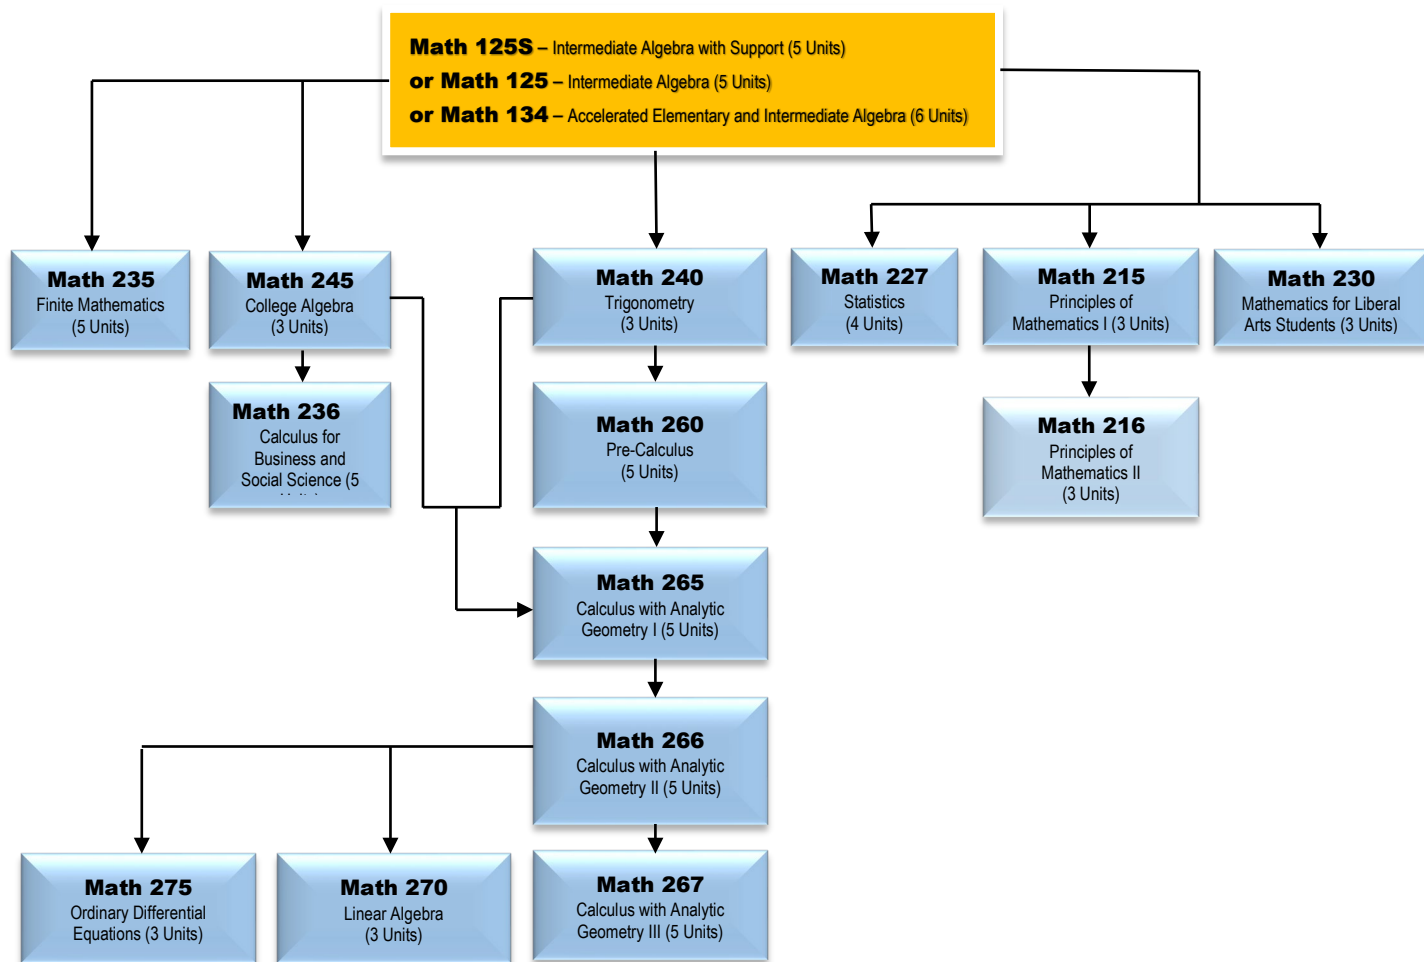 Math 125S – Intermediate Algebra with Support (5 Units)
or Math 125 – Intermediate Algebra (5 Units)
or Math 134 – Accelerated Elementary and Intermediate Algebra (6 Units)
Math 235
Finite Mathematics
(5 Units)
Math 245
College Algebra
(3 Units)
Math 240
Trigonometry
(3 Units)
Math 227
Statistics
(4 Units)
Math 215
Principles of
Mathematics I (3 Units)
Math 230
Mathematics for Liberal
Arts Students (3 Units)
Math 236
Calculus for
Business and
Social Science (5
Math 260
Pre-Calculus
(5 Units)
Math 216
Principles of
Mathematics II
(3 Units)
Math 265
Calculus with Analytic
Geometry I (5 Units)
Math 266
Calculus with Analytic
Geometry II (5 Units)
Math 275
Ordinary Differential
Equations (3 Units)
Math 270
Linear Algebra
(3 Units)
Math 267
Calculus with Analytic
Geometry III (5 Units)